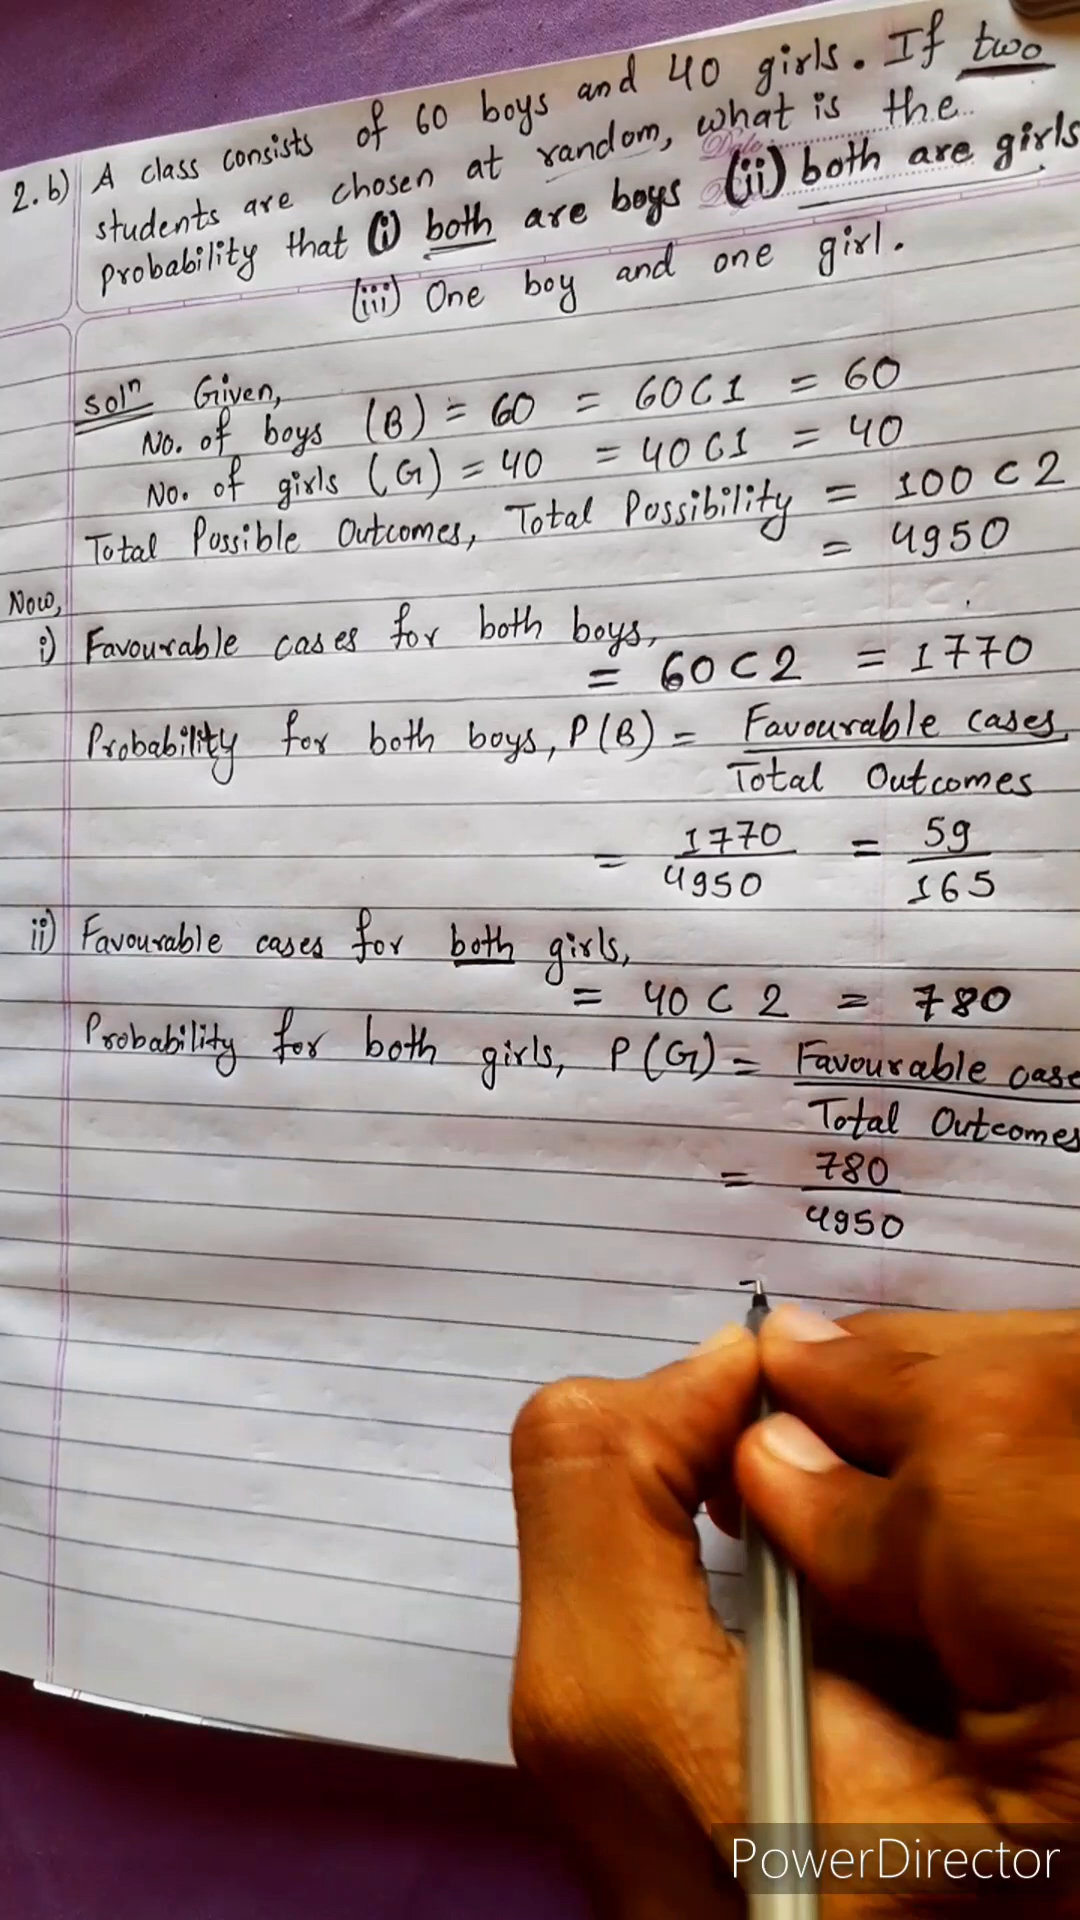 2.b) A class consists of 60 boys and 40 girls. If two
students are chosen at random, what is the
probability that (i) both are boys (ii) both are girls
(iii) One boy and one girl.
Solⁿ Given,
No. of boys (B) = 60 = 60C1 = 60
No. of girls (G) = 40 = 40C1 = 40
Total Possible Outcomes, Total Possibility = 100C2
= 4950
Now,
i) Favourable cases for both boys,
= 60C2 = 1770
Probability for both boys, P(B) = Favourable cases
Total Outcomes
= 1770/4950 = 59/165
ii) Favourable cases for both girls,
= 40C2 = 780
Probability for both girls, P(G) = Favourable case
Total Outcomes
= 780/4950
PowerDirector